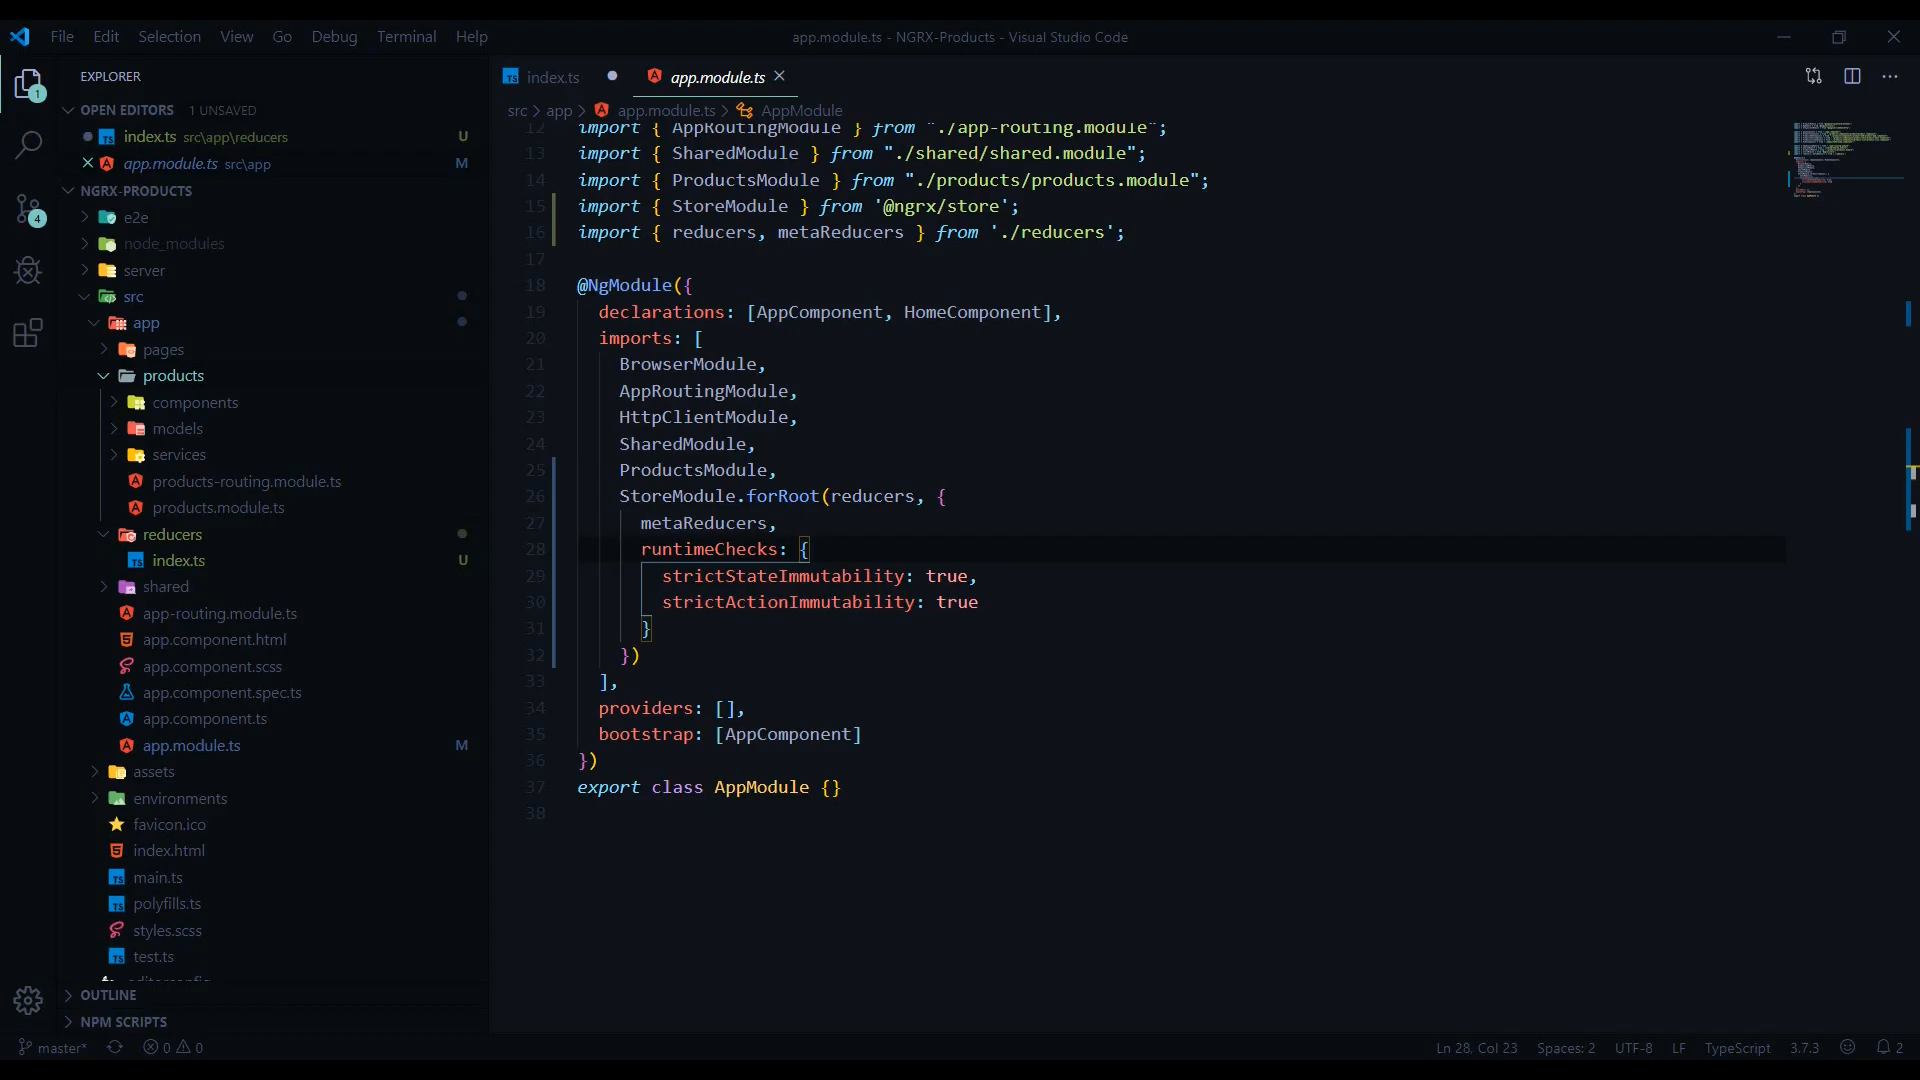 File Edit Selection View Go Debug Terminal Help
app.module.ts - NGRX-Products - Visual Studio Code
EXPLORER
OPEN EDITORS 1 UNSAVED
index.ts src\app\reducers U
app.module.ts src\app M
NGRX-PRODUCTS
e2e
node_modules
server
src
app
pages
products
components
models
services
products-routing.module.ts
products.module.ts
reducers
index.ts U
shared
app-routing.module.ts
app.component.html
app.component.scss
app.component.spec.ts
app.component.ts
app.module.ts M
assets
environments
favicon.ico
index.html
main.ts
polyfills.ts
styles.scss
test.ts
OUTLINE
NPM SCRIPTS
1
4
index.ts
app.module.ts
src > app > app.module.ts > AppModule
12 import { AppRoutingModule } from "./app-routing.module";
13 import { SharedModule } from "./shared/shared.module";
14 import { ProductsModule } from "./products/products.module";
15 import { StoreModule } from '@ngrx/store';
16 import { reducers, metaReducers } from './reducers';
17
18 @NgModule({
19 declarations: [AppComponent, HomeComponent],
20 imports: [
21 BrowserModule,
22 AppRoutingModule,
23 HttpClientModule,
24 SharedModule,
25 ProductsModule,
26 StoreModule.forRoot(reducers, {
27 metaReducers,
28 runtimeChecks: {
29 strictStateImmutability: true,
30 strictActionImmutability: true
31 }
32 })
33 ],
34 providers: [],
35 bootstrap: [AppComponent]
36 })
37 export class AppModule {}
38
master* 0 0
Ln 28, Col 23 Spaces: 2 UTF-8 LF TypeScript 3.7.3 2